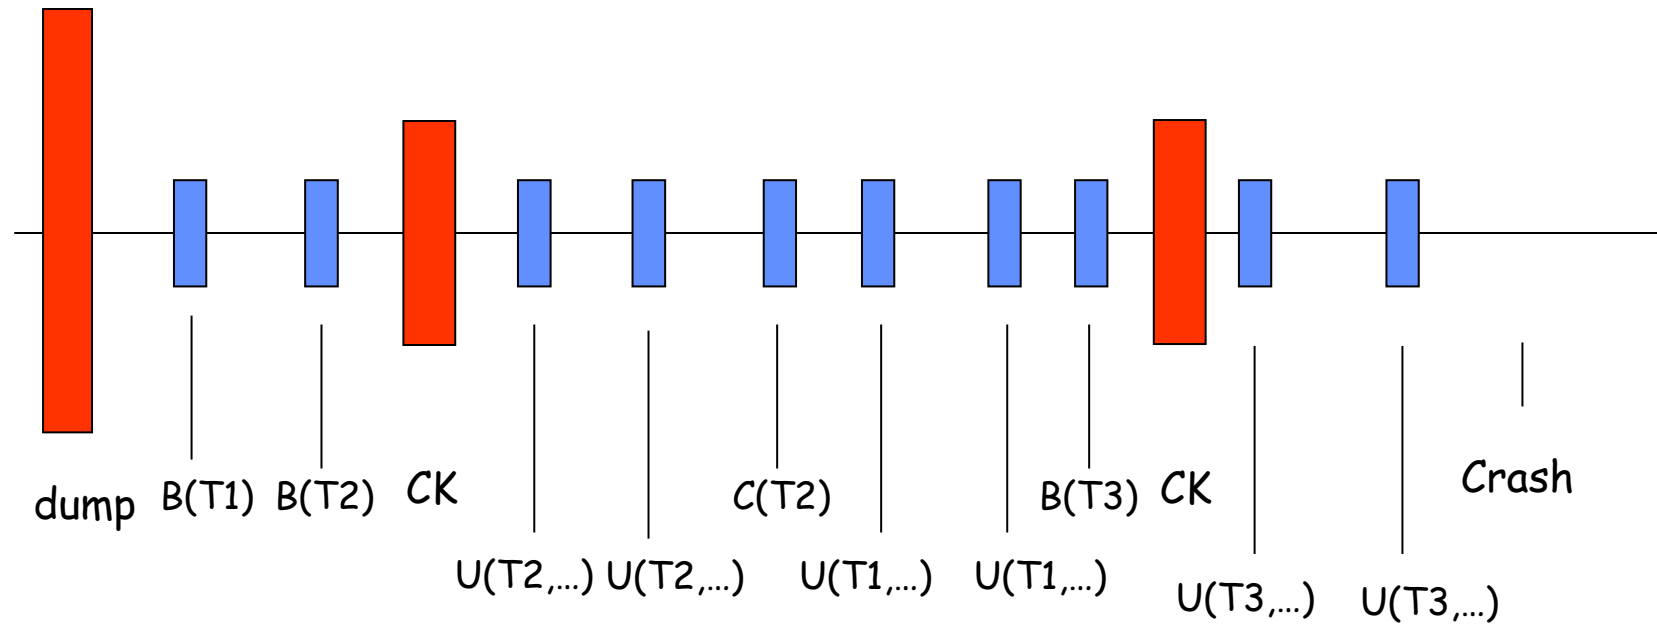 dump B(T1) B(T2) CK C(T2) B(T3) CK Crash
U(T2,...) U(T2,...) U(T1,...) U(T1,...) U(T3,...) U(T3,...)